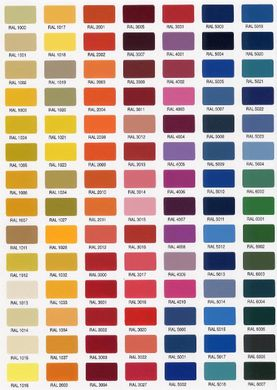 RAL 1000 RAL 1017 RAL 2001 RAL 3005 RAL 3033 RAL 5003 RAL 5019
RAL 1001 RAL 1018 RAL 2002 RAL 3007 RAL 4001 RAL 5004 RAL 5020
RAL 1002 RAL 1019 RAL 2003 RAL 3009 RAL 4002 RAL 5005 RAL 5021
RAL 1003 RAL 1020 RAL 2004 RAL 3011 RAL 4003 RAL 5007 RAL 5022
RAL 1004 RAL 1021 RAL 2008 RAL 3012 RAL 4004 RAL 5008 RAL 5023
RAL 1005 RAL 1023 RAL 2009 RAL RAL 4005 RAL 5009 RAL 5024
RAL 1006 RAL 1024 RAL 2010 RAL 3014 RAL 4006 RAL 5010 RAL 6000
RAL 1007 RAL 1027 RAL 2011 RAL 3015 RAL 4007 RAL 5011 RAL 6001
RAL 1011 RAL 1028 RAL 2012 RAL 3016 RAL 4008 RAL 5012 RAL 6002
RAL 1012 RAL 1032 RAL 3000 RAL 3017 RAL 4009 RAL 5013 RAL 6003
RAL 1013 RAL 1033 RAL 3001 RAL 3018 RAL 4010 RAL 5014 RAL 6004
RAL 1014 RAL 1034 RAL 3002 RAL 3020 RAL 5000 RAL 5015 RAL
RAL 1015 RAL 1037 RAL 3003 RAL 3022 RAL 5001 RAL 5017 RAL 6006
RAL 1016 RAL RAL 3004 RAL RAL 5002 RAL 5018 RAL 6007